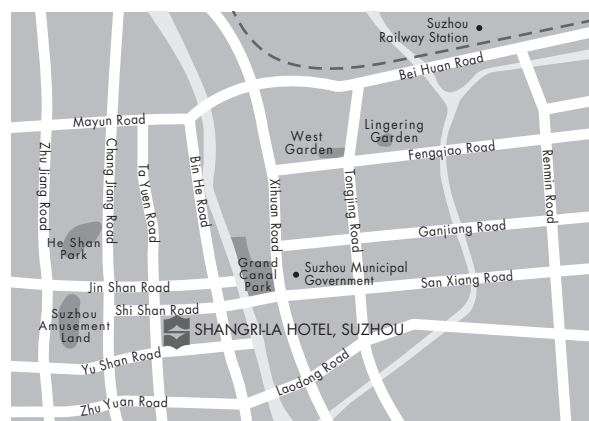 Suzhou
Railway Station
Bei Huan Road
Mayun Road
West
Garden
Lingering
Garden
Fengqiao Road
Zhu Jiang Road
Chang Jiang Road
Ta Yuen Road
Bin He Road
Xihuan Road
Tongjing Road
Renmin Road
He Shan
Park
Ganjiang Road
Grand
Canal
Park
Suzhou Municipal
Government
San Xiang Road
Jin Shan Road
Shi Shan Road
Suzhou
Amusement
Land
SHANGRI-LA HOTEL, SUZHOU
Yu Shan Road
Laodong Road
Zhu Yuan Road